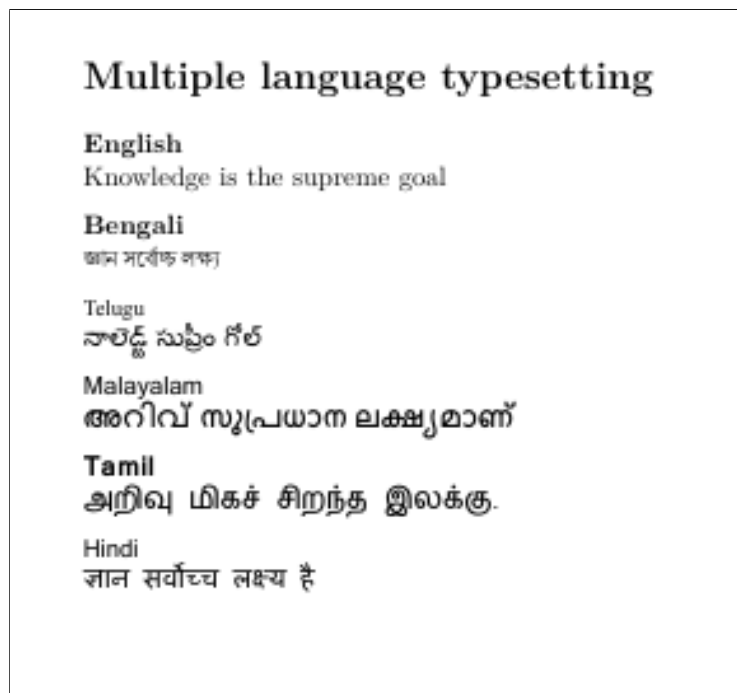 Multiple language typesetting
English
Knowledge is the supreme goal
Bengali
জ্ঞান সর্বোচ্চ লক্ষ্য
Telugu
నాలెడ్జ్ సుప్రీం గోల్
Malayalam
അറിവ് സുപ്രധാന ലക്ഷ്യമാണ്
Tamil
அறிவு மிகச் சிறந்த இலக்கு.
Hindi
ज्ञान सर्वोच्च लक्ष्य है